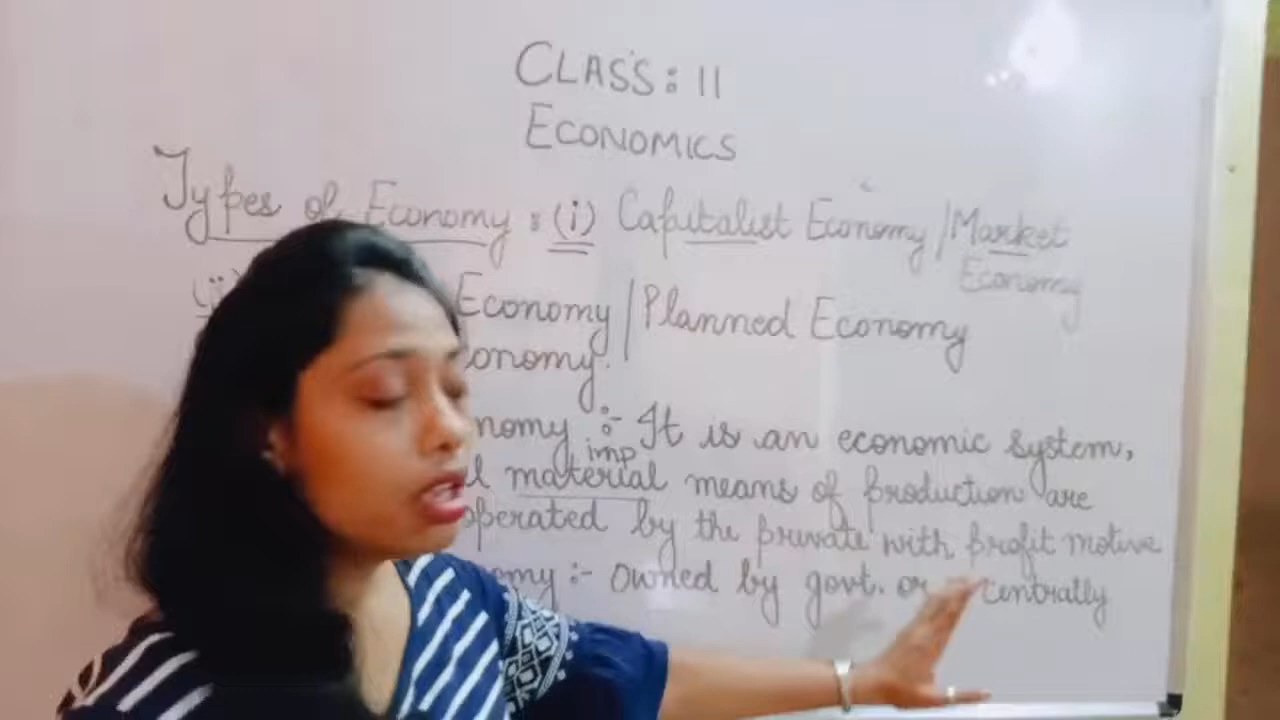 CLASS : 11
ECONOMICS
Types of Economy : (i) Capitalist Economy / Market
Economy
(ii) Economy / Planned Economy
onomy.
nomy :- It is an economic system,
imp
l material means of production are
operated by the private with profit motive
omy :- Owned by govt. or centrally